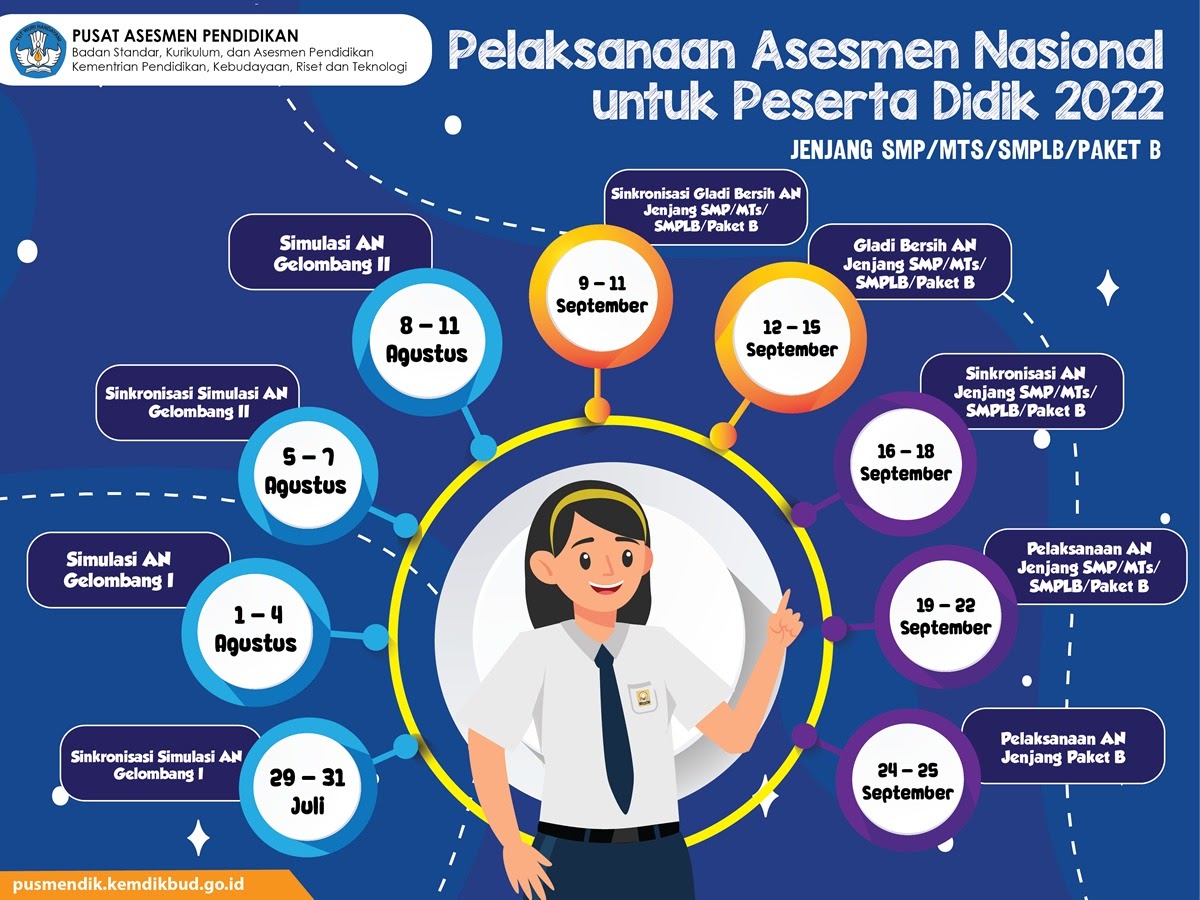 PUSAT ASESMEN PENDIDIKAN
Badan Standar, Kurikulum, dan Asesmen Pendidikan
Kementrian Pendidikan, Kebudayaan, Riset dan Teknologi
Pelaksanaan Asesmen Nasional
untuk Peserta Didik 2022
JENJANG SMP/MTS/SMPLB/PAKET B
Sinkronisasi Simulasi AN
Gelombang I
29 – 31
Juli
Simulasi AN
Gelombang I
1 – 4
Agustus
Sinkronisasi Simulasi AN
Gelombang II
5 – 7
Agustus
Simulasi AN
Gelombang II
8 – 11
Agustus
Sinkronisasi Gladi Bersih AN
Jenjang SMP/MTs/
SMPLB/Paket B
9 – 11
September
Gladi Bersih AN
Jenjang SMP/MTs/
SMPLB/Paket B
12 – 15
September
Sinkronisasi AN
Jenjang SMP/MTs/
SMPLB/Paket B
16 – 18
September
Pelaksanaan AN
Jenjang SMP/MTs/
SMPLB/Paket B
19 – 22
September
Pelaksanaan AN
Jenjang Paket B
24 – 25
September
pusmendik.kemdikbud.go.id